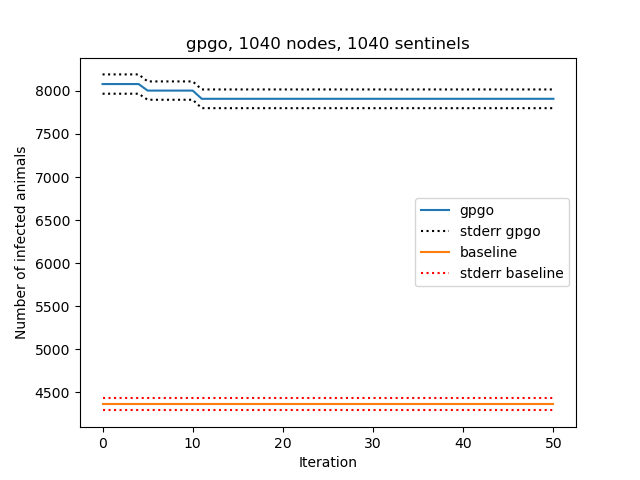 gpgo, 1040 nodes, 1040 sentinels
Number of infected animals
8000
7500
7000
6500
6000
5500
5000
4500
gpgo
stderr gpgo
baseline
stderr baseline
0 10 20 30 40 50
Iteration